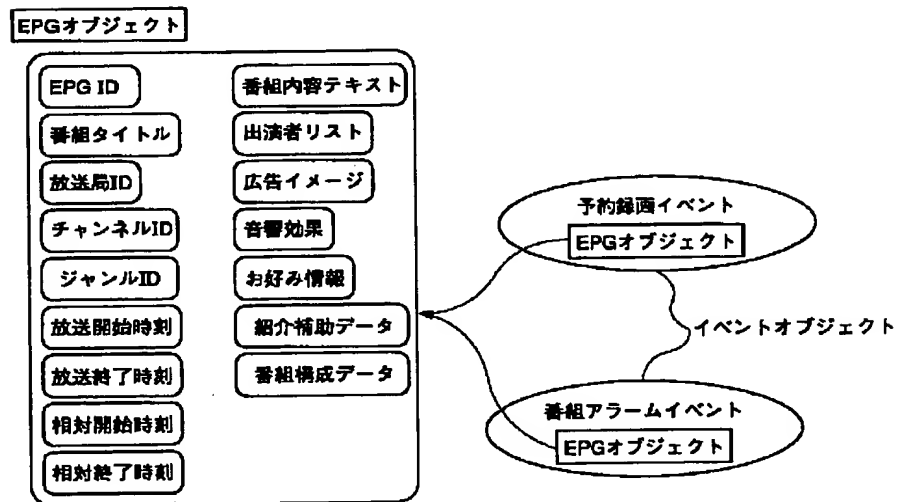 EPGオブジェクト
EPG ID
番組タイトル
放送局ID
チャンネルID
ジャンルID
放送開始時刻
放送終了時刻
相対開始時刻
相対終了時刻
番組内容テキスト
出演者リスト
広告イメージ
音響効果
お好み情報
紹介補助データ
番組構成データ
予約録画イベント
EPGオブジェクト
イベントオブジェクト
番組アラームイベント
EPGオブジェクト